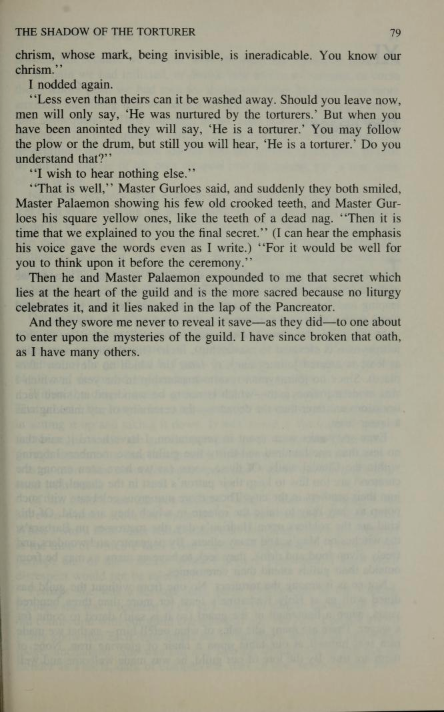 THE SHADOW OF THE TORTURER 79
chrism, whose mark, being invisible, is ineradicable. You know our
chrism.''
I nodded again.
''Less even than theirs can it be washed away. Should you leave now,
men will only say, 'He was nurtured by the torturers.' But when you
have been anointed they will say, 'He is a torturer.' You may follow
the plow or the drum, but still you will hear, 'He is a torturer.' Do you
understand that?''
''I wish to hear nothing else.''
''That is well,'' Master Gurloes said, and suddenly they both smiled,
Master Palaemon showing his few old crooked teeth, and Master Gur-
loes his square yellow ones, like the teeth of a dead nag. ''Then it is
time that we explained to you the final secret.'' (I can hear the emphasis
his voice gave the words even as I write.) ''For it would be well for
you to think upon it before the ceremony.''
Then he and Master Palaemon expounded to me that secret which
lies at the heart of the guild and is the more sacred because no liturgy
celebrates it, and it lies naked in the lap of the Pancreator.
And they swore me never to reveal it save—as they did—to one about
to enter upon the mysteries of the guild. I have since broken that oath,
as I have many others.